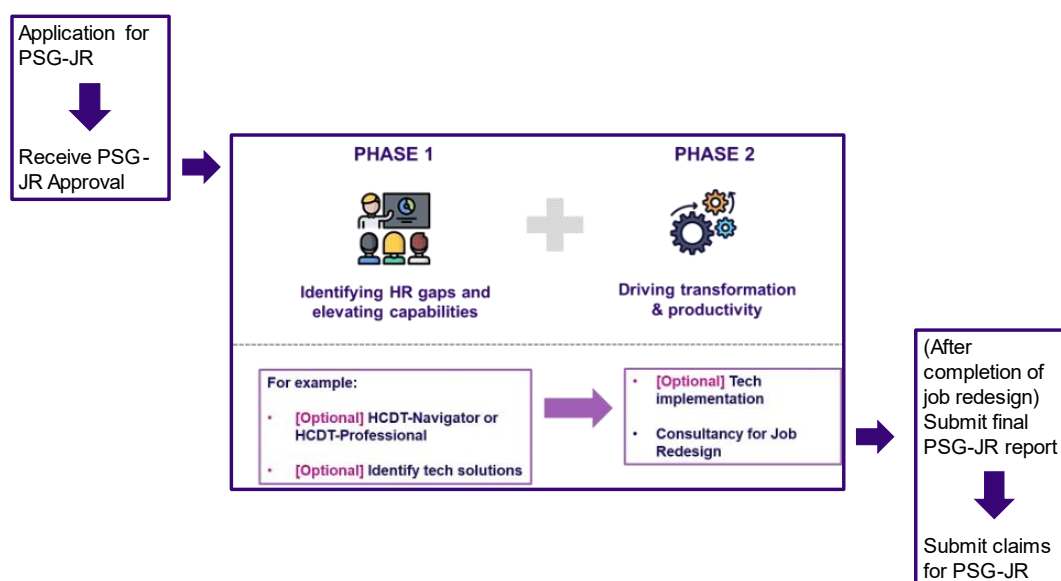 Application for
PSG-JR
Receive PSG-
JR Approval
PHASE 1
Identifying HR gaps and
elevating capabilities
PHASE 2
Driving transformation
& productivity
For example:
• [Optional] HCDT-Navigator or
HCDT-Professional
• [Optional] Identify tech solutions
• [Optional] Tech
implementation
• Consultancy for Job
Redesign
(After
completion of
job redesign)
Submit final
PSG-JR report
Submit claims
for PSG-JR